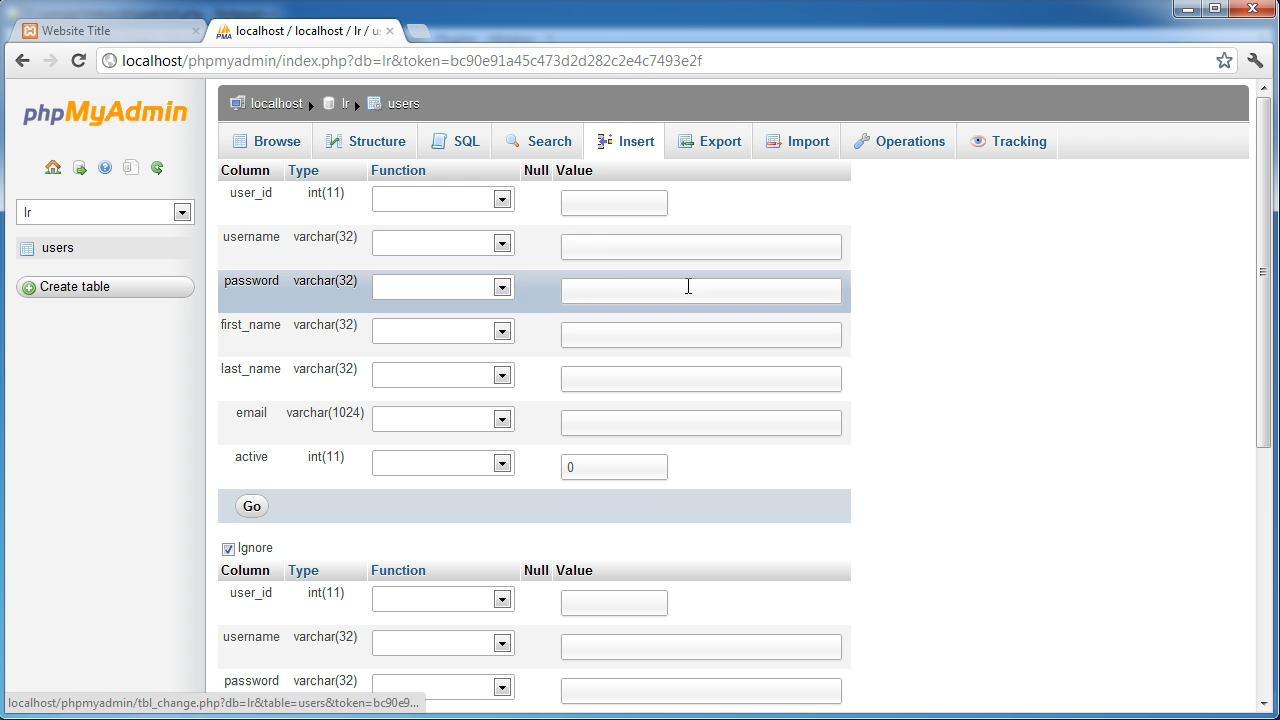 Website Title
localhost / localhost / lr / us
localhost/phpmyadmin/index.php?db=lr&token=bc90e91a45c473d2d282c2e4c7493e2f
phpMyAdmin
lr
users
Create table
localhost lr users
Browse Structure SQL Search Insert Export Import Operations Tracking
Column Type Function Null Value
user_id int(11)
username varchar(32)
password varchar(32)
first_name varchar(32)
last_name varchar(32)
email varchar(1024)
active int(11) 0
Go
Ignore
Column Type Function Null Value
user_id int(11)
username varchar(32)
password varchar(32)
localhost/phpmyadmin/tbl_change.php?db=lr&table=users&token=bc90e9...